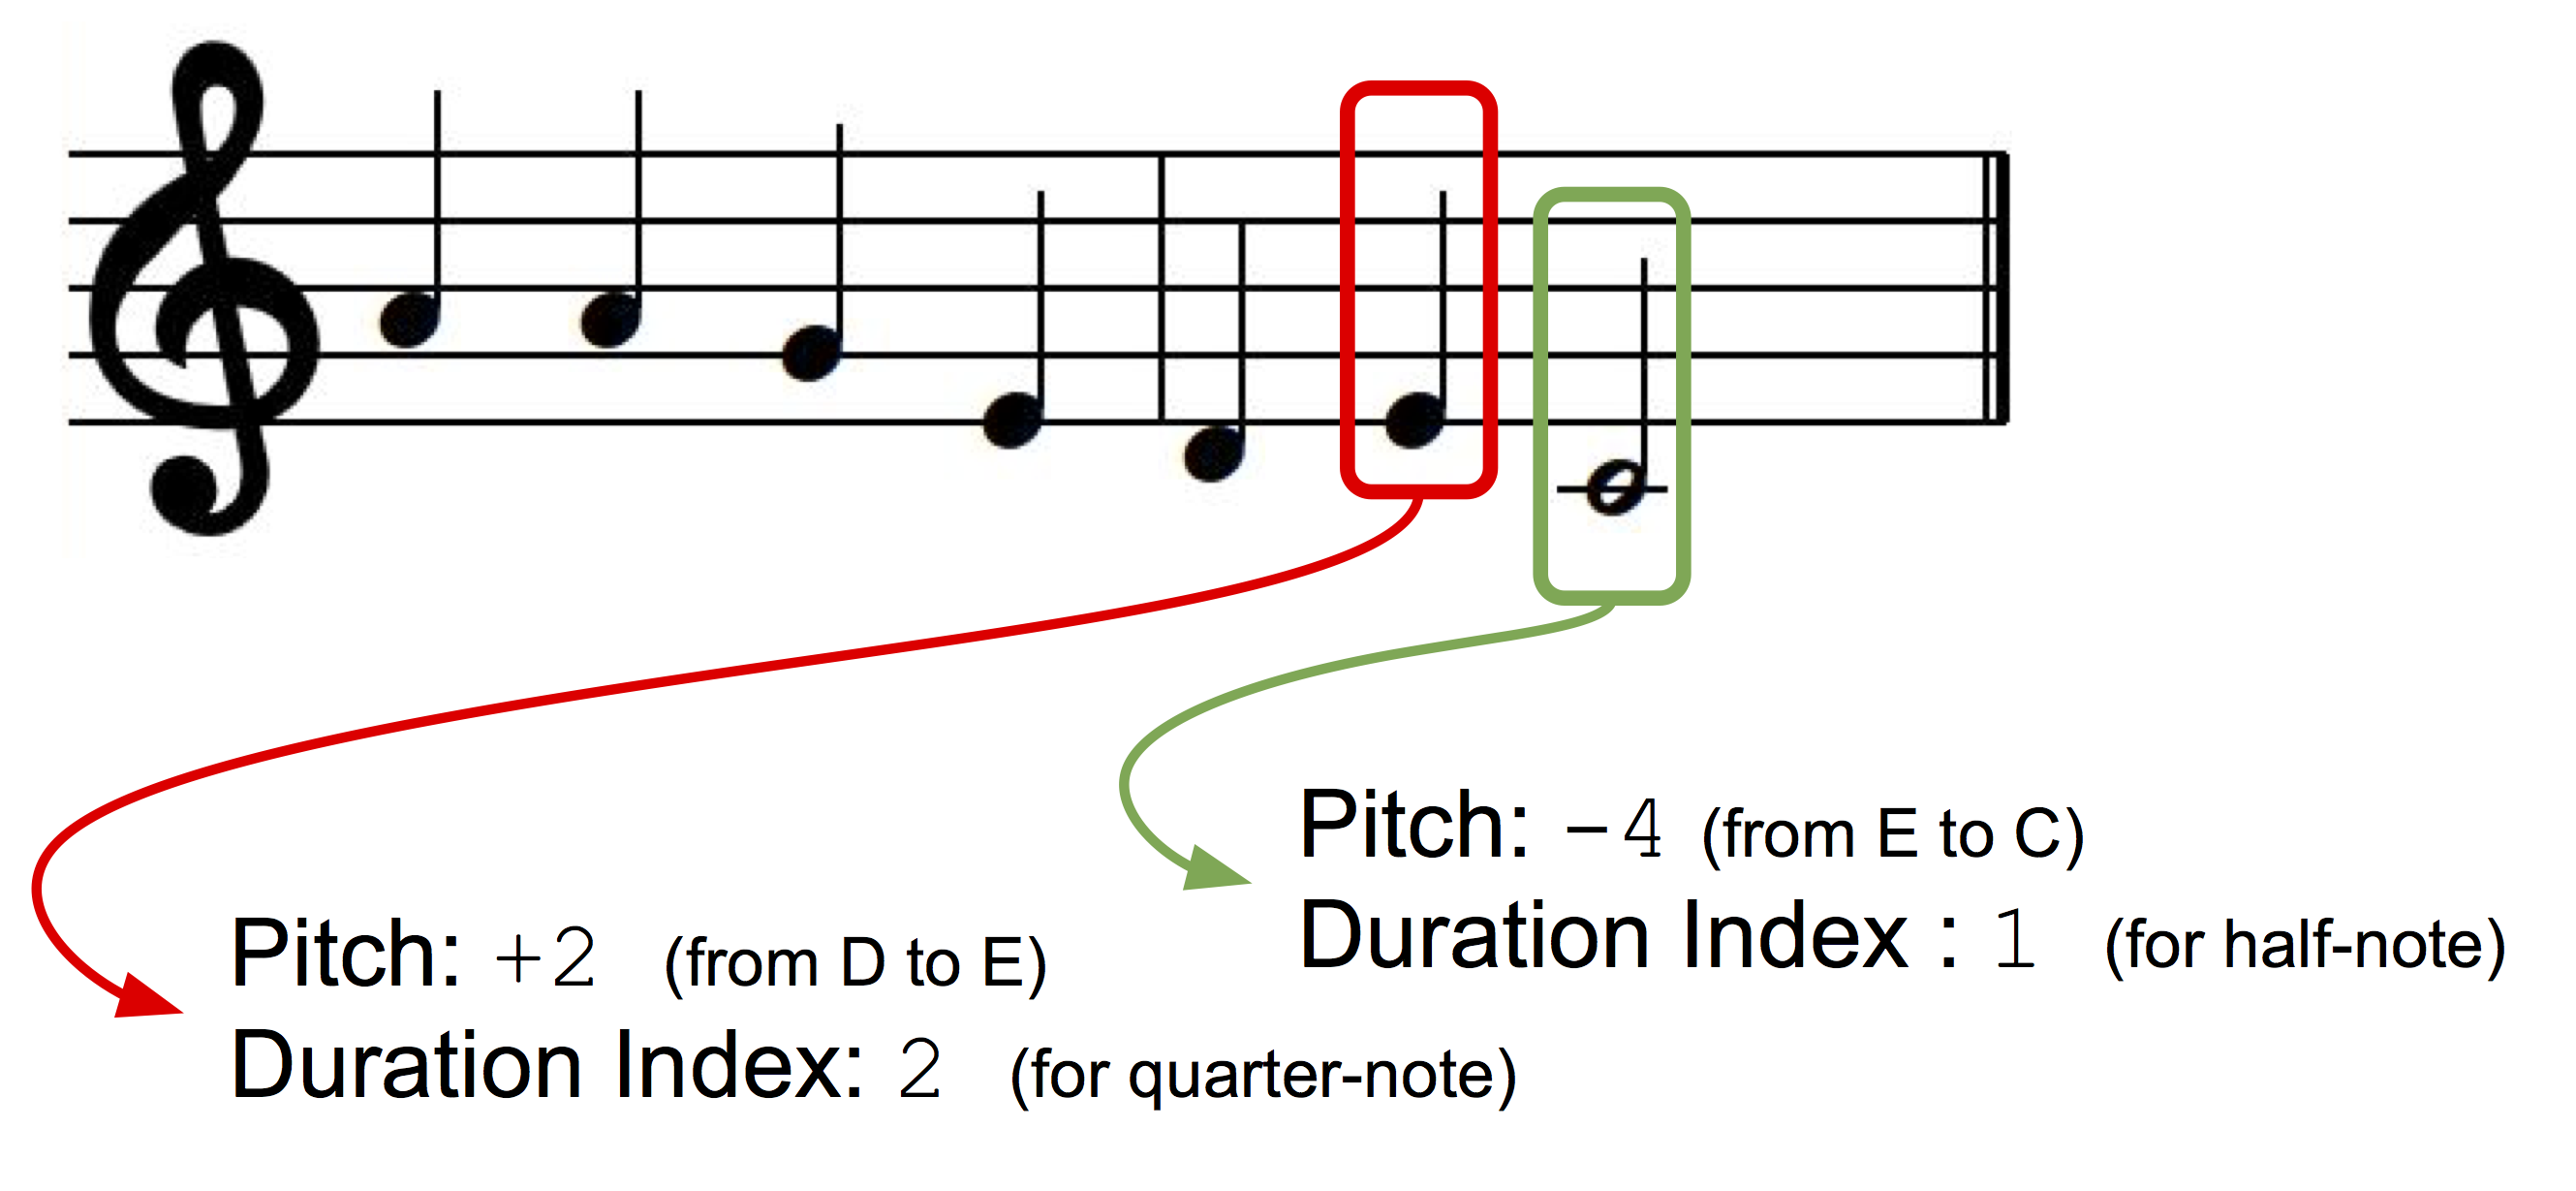 Pitch: +2 (from D to E)
Duration Index: 2 (for quarter-note)
Pitch: -4 (from E to C)
Duration Index : 1 (for half-note)